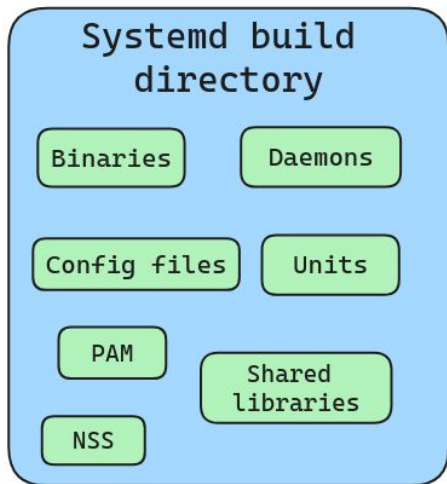 Systemd build
directory
Binaries
Daemons
Config files
Units
PAM
Shared
libraries
NSS